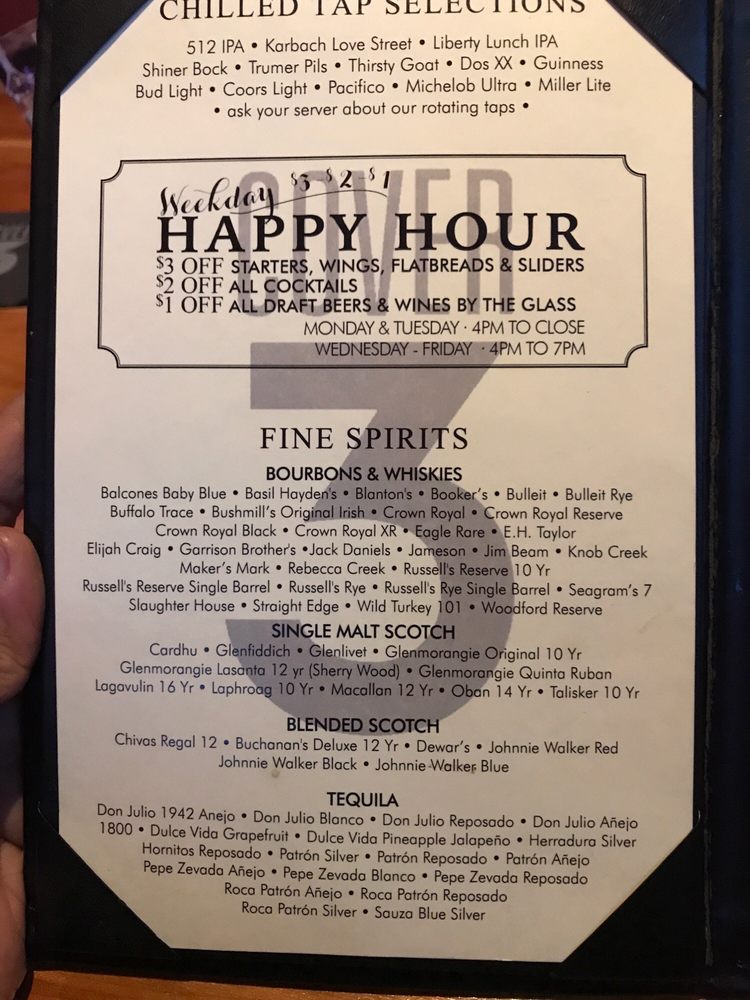 CHILLED TAP SELECTIONS
512 IPA • Karbach Love Street • Liberty Lunch IPA
Shiner Bock • Trumer Pils • Thirsty Goat • Dos XX • Guinness
Bud Light • Coors Light • Pacifico • Michelob Ultra • Miller Lite
• ask your server about our rotating taps •
COVER
3
Weekday $3-$2-$1
HAPPY HOUR
$3 OFF STARTERS, WINGS, FLATBREADS & SLIDERS
$2 OFF ALL COCKTAILS
$1 OFF ALL DRAFT BEERS & WINES BY THE GLASS
MONDAY & TUESDAY · 4PM TO CLOSE
WEDNESDAY - FRIDAY · 4PM TO 7PM
FINE SPIRITS
BOURBONS & WHISKIES
Balcones Baby Blue • Basil Hayden's • Blanton's • Booker's • Bulleit • Bulleit Rye
Buffalo Trace • Bushmill's Original Irish • Crown Royal • Crown Royal Reserve
Crown Royal Black • Crown Royal XR • Eagle Rare • E.H. Taylor
Elijah Craig • Garrison Brother's •Jack Daniels • Jameson • Jim Beam • Knob Creek
Maker's Mark • Rebecca Creek • Russell's Reserve 10 Yr
Russell's Reserve Single Barrel • Russell's Rye • Russell's Rye Single Barrel • Seagram's 7
Slaughter House • Straight Edge • Wild Turkey 101 • Woodford Reserve
SINGLE MALT SCOTCH
Cardhu • Glenfiddich • Glenlivet • Glenmorangie Original 10 Yr
Glenmorangie Lasanta 12 yr (Sherry Wood) • Glenmorangie Quinta Ruban
Lagavulin 16 Yr • Laphroag 10 Yr • Macallan 12 Yr • Oban 14 Yr • Talisker 10 Yr
BLENDED SCOTCH
Chivas Regal 12 • Buchanan's Deluxe 12 Yr • Dewar's • Johnnie Walker Red
Johnnie Walker Black • Johnnie Walker Blue
TEQUILA
Don Julio 1942 Anejo • Don Julio Blanco • Don Julio Reposado • Don Julio Añejo
1800 • Dulce Vida Grapefruit • Dulce Vida Pineapple Jalapeño • Herradura Silver
Hornitos Reposado • Patrón Silver • Patrón Reposado • Patrón Añejo
Pepe Zevada Añejo • Pepe Zevada Blanco • Pepe Zevada Reposado
Roca Patrón Añejo • Roca Patrón Reposado
Roca Patrón Silver • Sauza Blue Silver